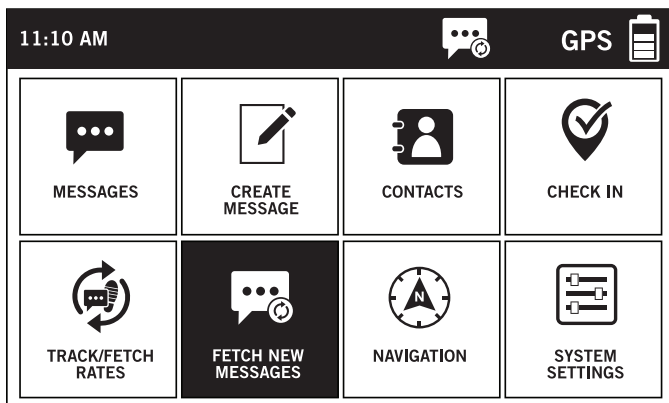 11:10 AM
GPS
MESSAGES
CREATE
MESSAGE
CONTACTS
CHECK IN
TRACK/FETCH
RATES
FETCH NEW
MESSAGES
N
NAVIGATION
SYSTEM
SETTINGS